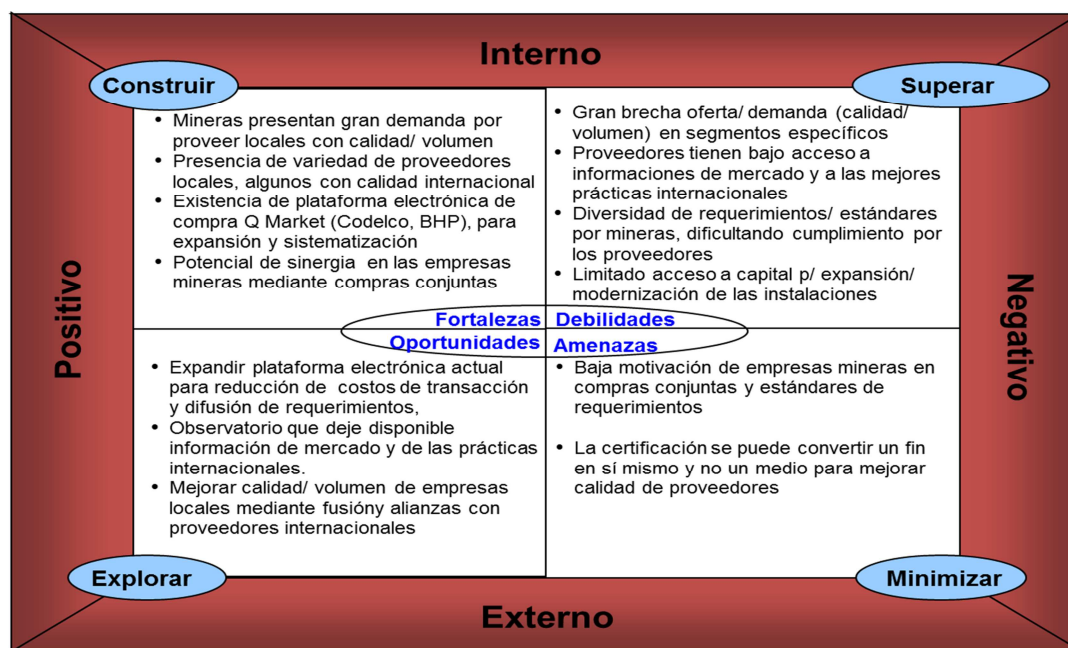 Interno
Construir
Superar
• Mineras presentan gran demanda por
proveer locales con calidad/ volumen
• Presencia de variedad de proveedores
locales, algunos con calidad internacional
• Existencia de plataforma electrónica de
compra Q Market (Codelco, BHP), para
expansión y sistematización
• Potencial de sinergia en las empresas
mineras mediante compras conjuntas
• Gran brecha oferta/ demanda (calidad/
volumen) en segmentos específicos
• Proveedores tienen bajo acceso a
informaciones de mercado y a las mejores
prácticas internacionales
• Diversidad de requerimientos/ estándares
por mineras, dificultando cumplimiento por
los proveedores
• Limitado acceso a capital p/ expansión/
modernización de las instalaciones
Positivo
Negativo
Fortalezas
Debilidades
Oportunidades
Amenazas
• Expandir plataforma electrónica actual
para reducción de costos de transacción
y difusión de requerimientos,
• Observatorio que deje disponible
información de mercado y de las prácticas
internacionales.
• Mejorar calidad/ volumen de empresas
locales mediante fusióny alianzas con
proveedores internacionales
• Baja motivación de empresas mineras en
compras conjuntas y estándares de
requerimientos
• La certificación se puede convertir un fin
en sí mismo y no un medio para mejorar
calidad de proveedores
Explorar
Minimizar
Externo